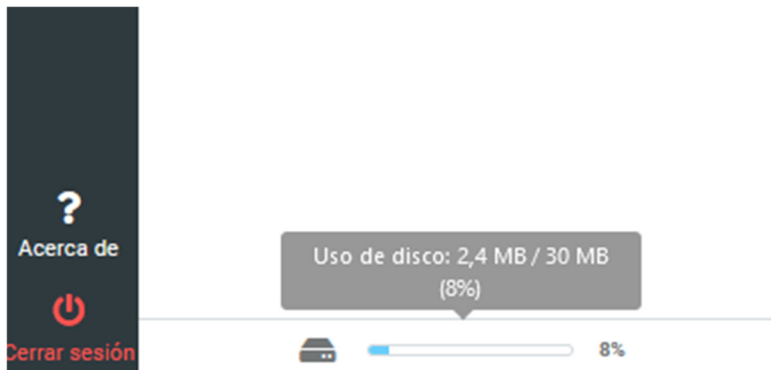 ?
Acerca de
Cerrar sesión
Uso de disco: 2,4 MB / 30 MB
(8%)
8%